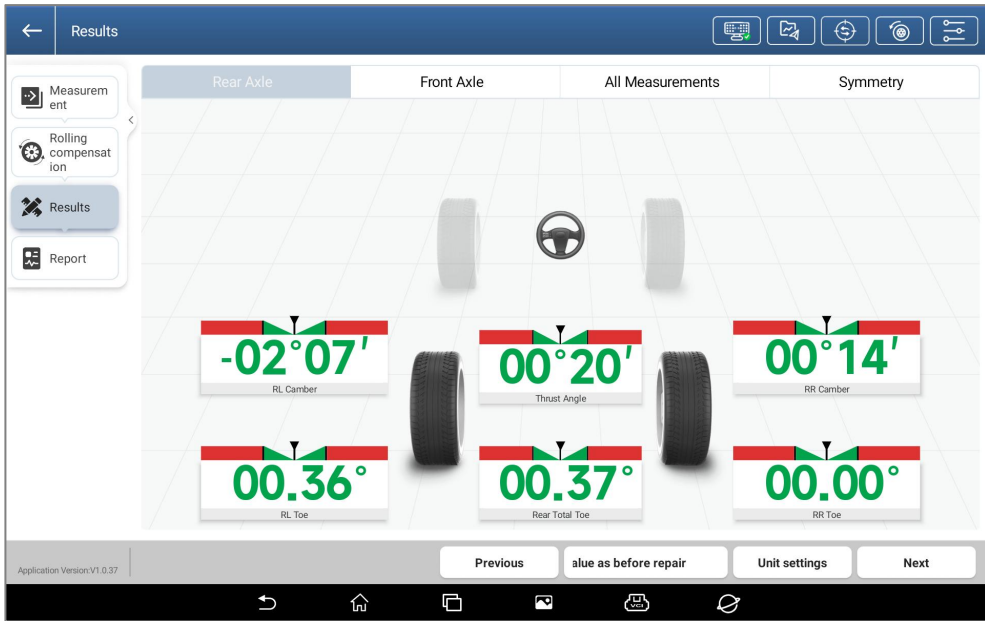 Results
Measurem
ent
Rolling
compensat
ion
Results
Report
Rear Axle
Front Axle
All Measurements
Symmetry
-02°07'
RL Camber
00°20'
Thrust Angle
00°14'
RR Camber
00.36°
RL Toe
00.37°
Rear Total Toe
00.00°
RR Toe
Application Version:V1.0.37
Previous
alue as before repair
Unit settings
Next
VCI